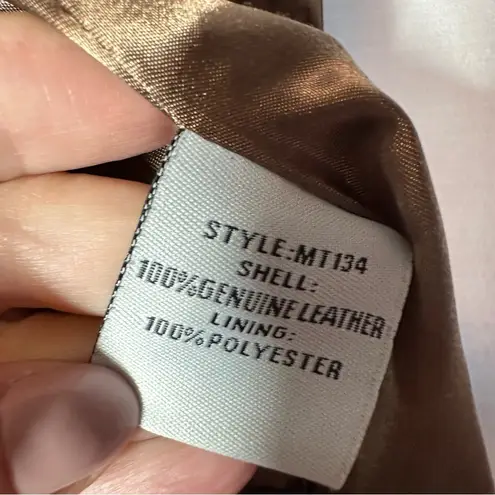 STYLE:MT134
SHELL:
100%GENUINE LEATHER
LINING:
100%POLYESTER